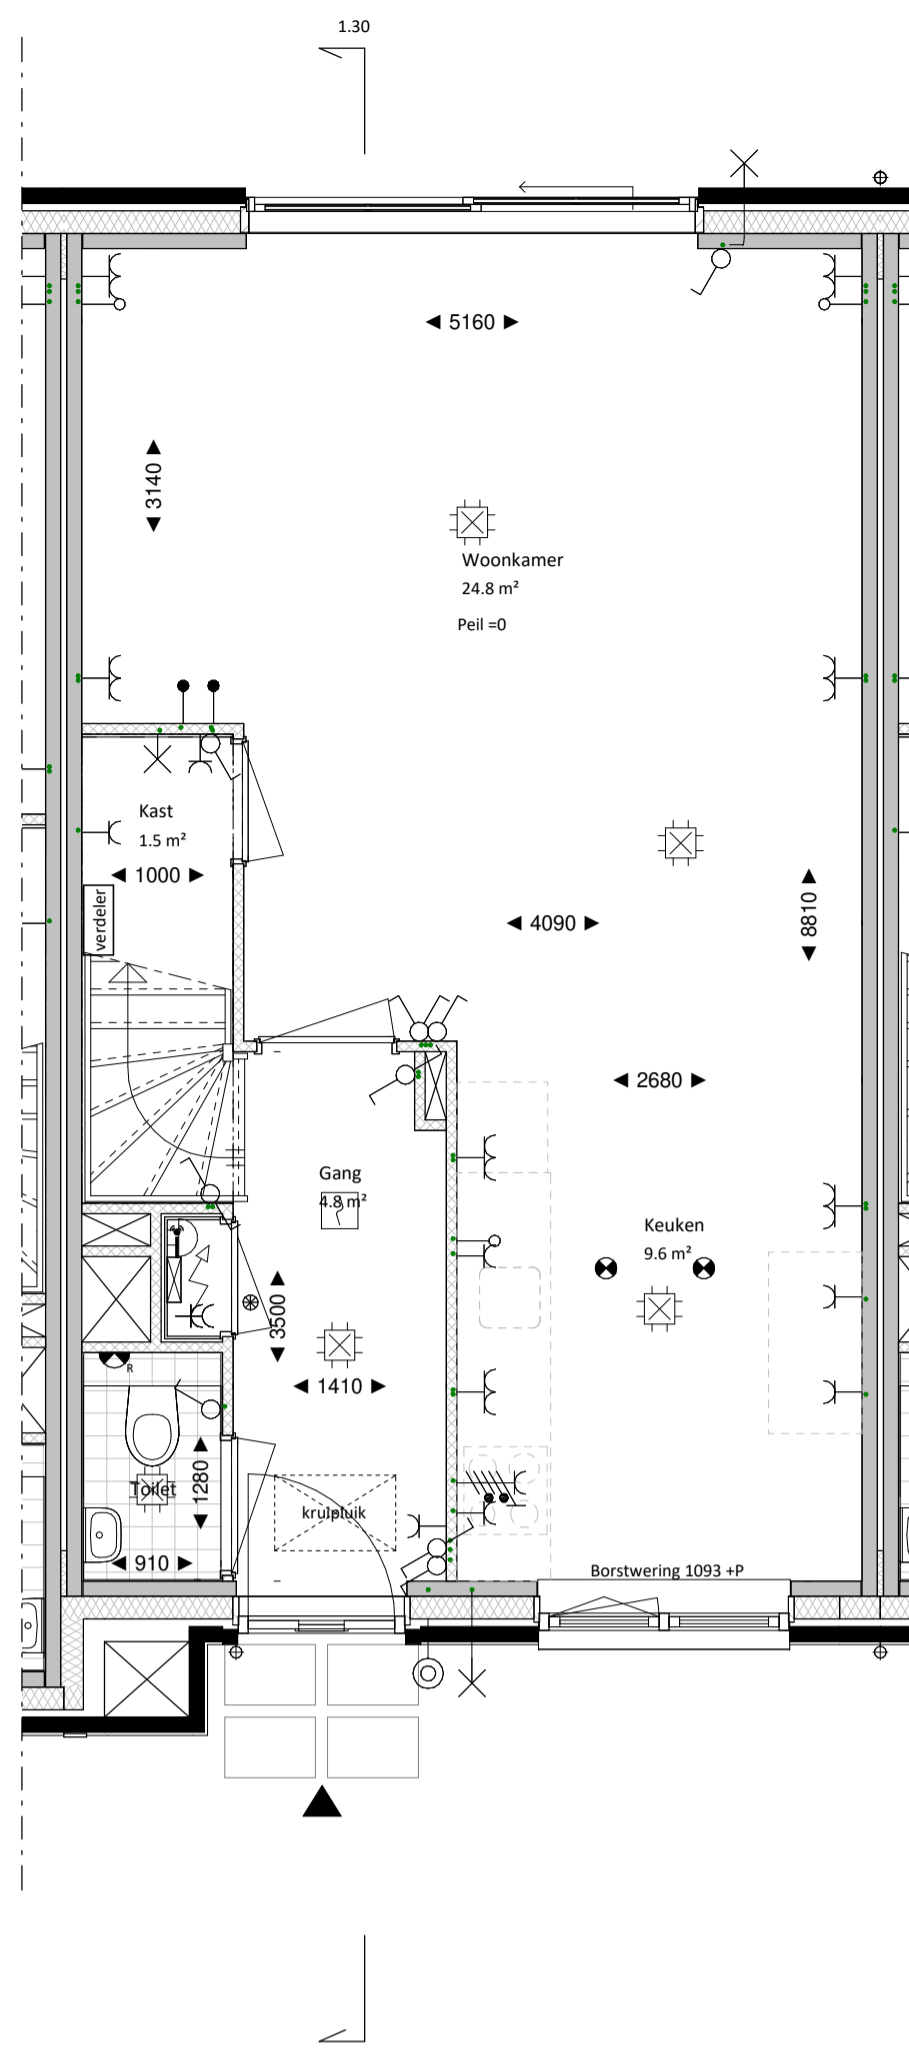 1.30
5160
3140
Woonkamer
24.8 m²
Peil =0
Kast
1.5 m²
1000
verdeler
4090
8810
2680
Gang
4.8 m²
Keuken
9.6 m²
3500
1410
R
Toilet
1280
kruipluik
910
Borstwering 1093 +P